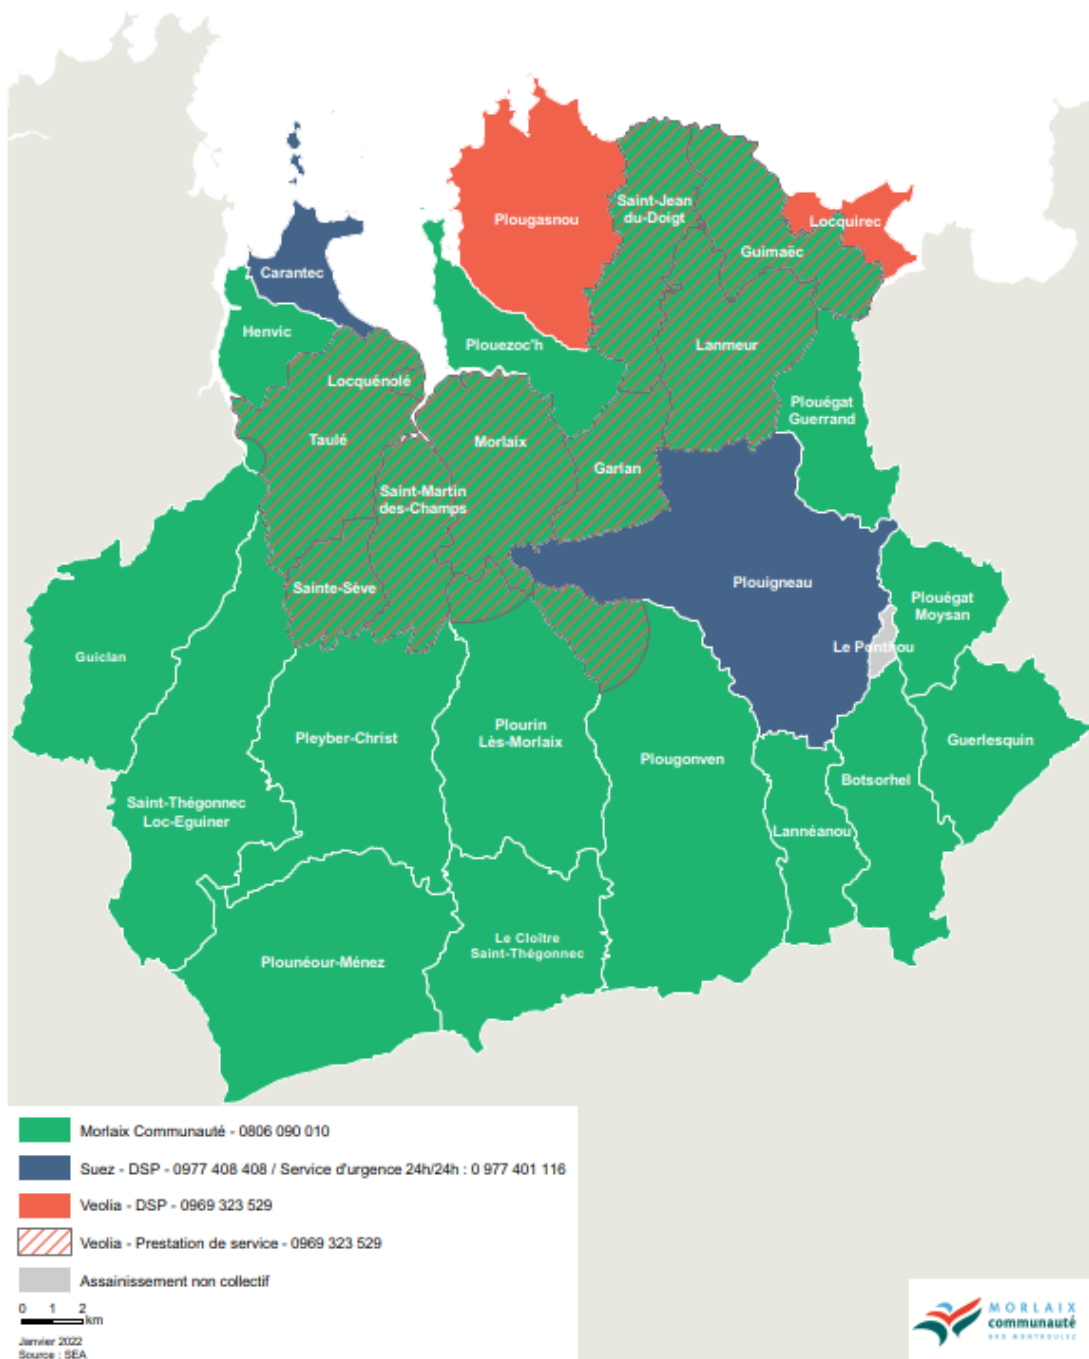 Plougasnou
Saint-Jean
du-Doigt
Locquirec
Guimaëc
Carantec
Henvic
Plouezoc'h
Lanmeur
Locquénolé
Plouégat
Guerrand
Taulé
Morlaix
Garlan
Saint-Martin
des-Champs
Plouigneau
Sainte-Sève
Plouégat
Moysan
Le Ponthou
Guiclan
Plourin
Lès-Morlaix
Pleyber-Christ
Guerlesquin
Plougonven
Botsorhel
Saint-Thégonnec
Loc-Eguiner
Lannéanou
Le Cloître
Saint-Thégonnec
Plounéour-Ménez
Morlaix Communauté - 0806 090 010
Suez - DSP - 0977 408 408 / Service d'urgence 24h/24h : 0 977 401 116
Veolia - DSP - 0969 323 529
Veolia - Prestation de service - 0969 323 529
Assainissement non collectif
0 1 2
km
Janvier 2022
Source : SEA
MORLAIX
communauté
BRO MONTROULEZ